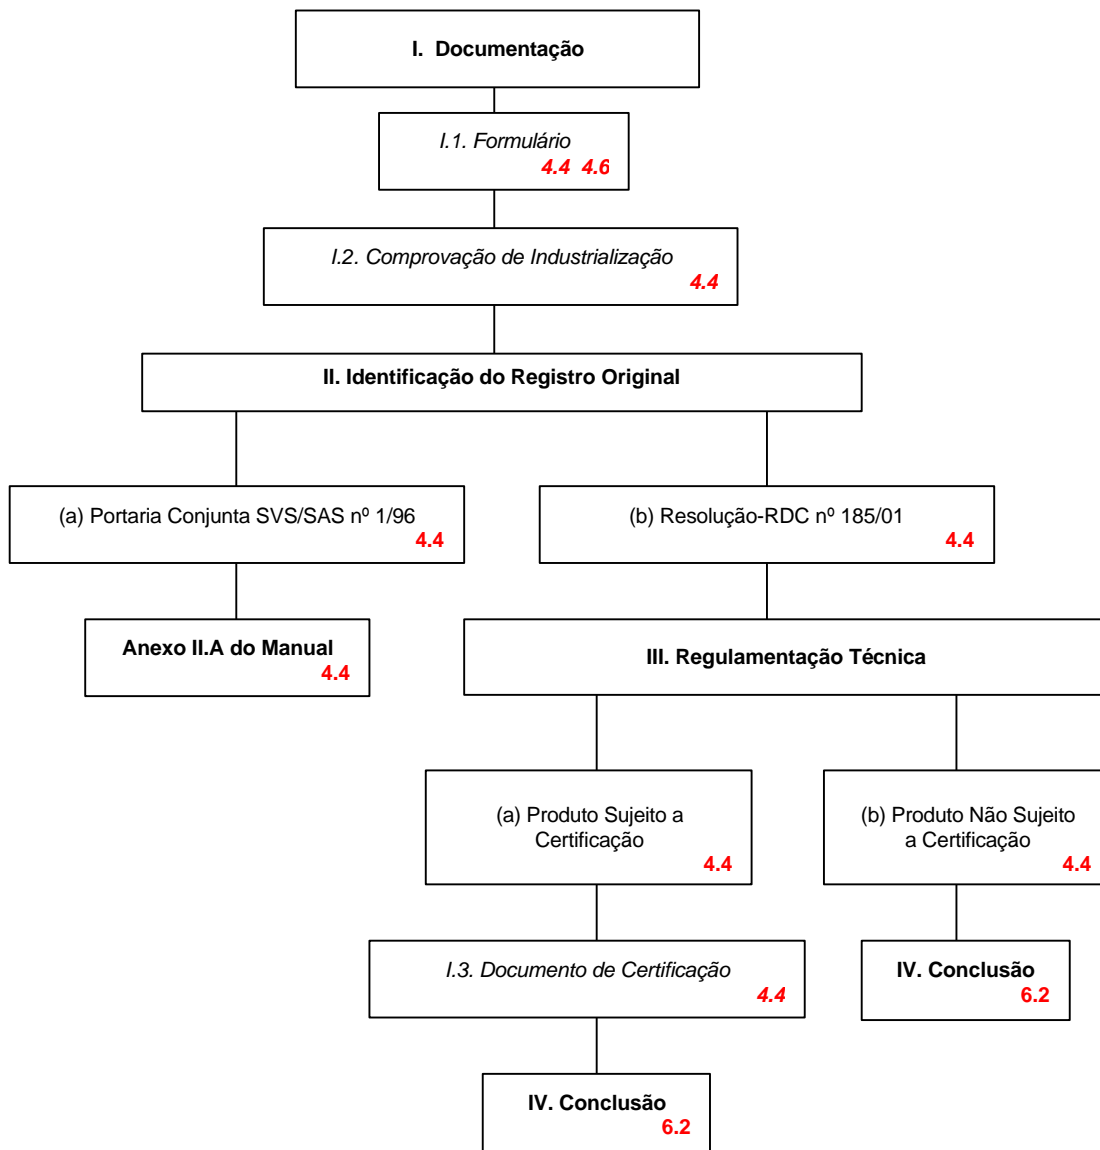 I. Documentação
I.1. Formulário
4.4 4.6
I.2. Comprovação de Industrialização
4.4
II. Identificação do Registro Original
(a) Portaria Conjunta SVS/SAS nº 1/96
4.4
(b) Resolução-RDC nº 185/01
4.4
Anexo II.A do Manual
4.4
III. Regulamentação Técnica
(a) Produto Sujeito a
Certificação
4.4
(b) Produto Não Sujeito
a Certificação
4.4
I.3. Documento de Certificação
4.4
IV. Conclusão
6.2
IV. Conclusão
6.2